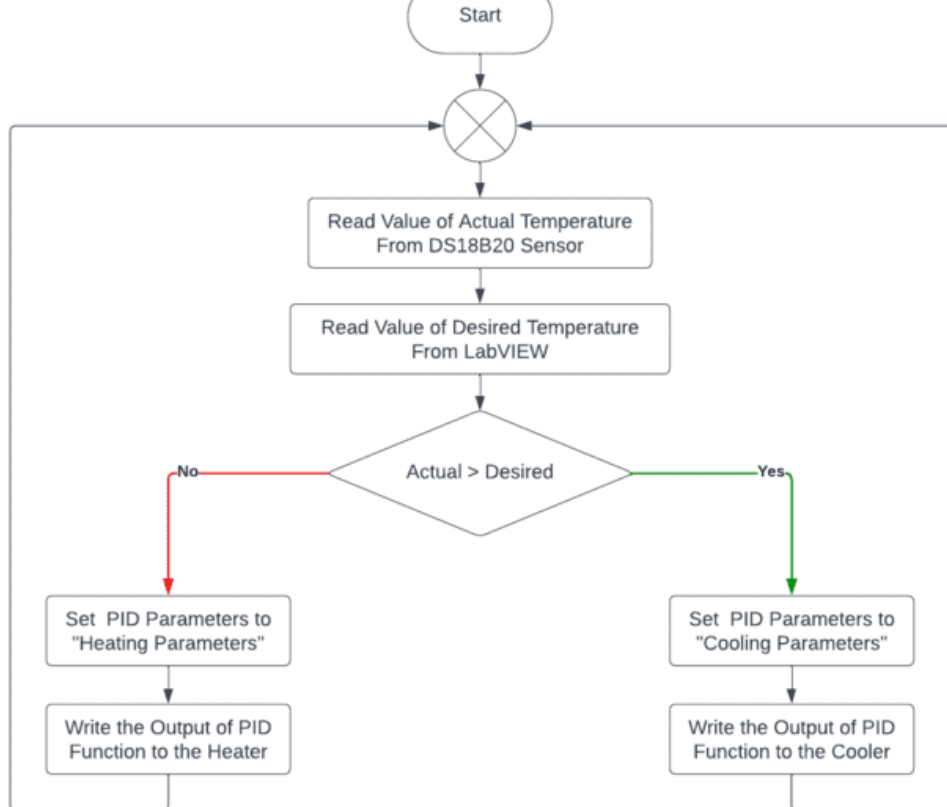 Start
Read Value of Actual Temperature
From DS18B20 Sensor
Read Value of Desired Temperature
From LabVIEW
Actual > Desired
No
Yes
Set PID Parameters to
"Heating Parameters"
Set PID Parameters to
"Cooling Parameters"
Write the Output of PID
Function to the Heater
Write the Output of PID
Function to the Cooler